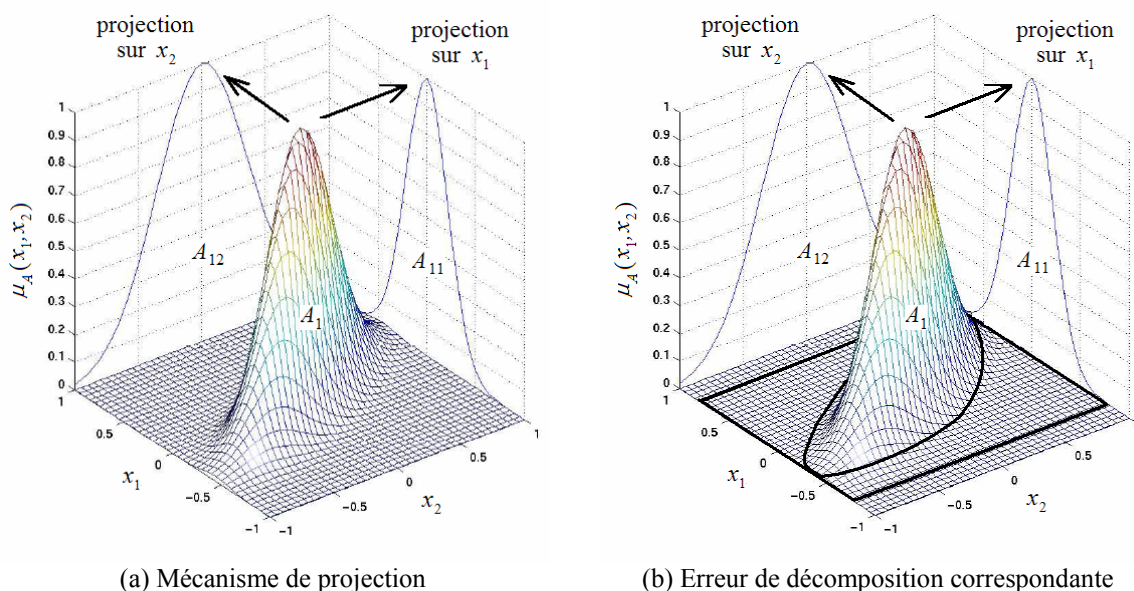 projection
sur x₂
projection
sur x₁
1
0.9
0.8
0.7
0.6
0.5
0.4
0.3
0.2
0.1
0
μ_A(x₁,x₂)
A₁₂
A₁₁
A₁
1
0.5
0
−0.5
−1
x₁
−1
−0.5
0
0.5
1
x₂
(a) Mécanisme de projection
projection
sur x₂
projection
sur x₁
1
0.9
0.8
0.7
0.6
0.5
0.4
0.3
0.2
0.1
0
μ_A(x₁,x₂)
A₁₂
A₁₁
A₁
1
0.5
0
−0.5
−1
x₁
−1
−0.5
0
0.5
1
x₂
(b) Erreur de décomposition correspondante